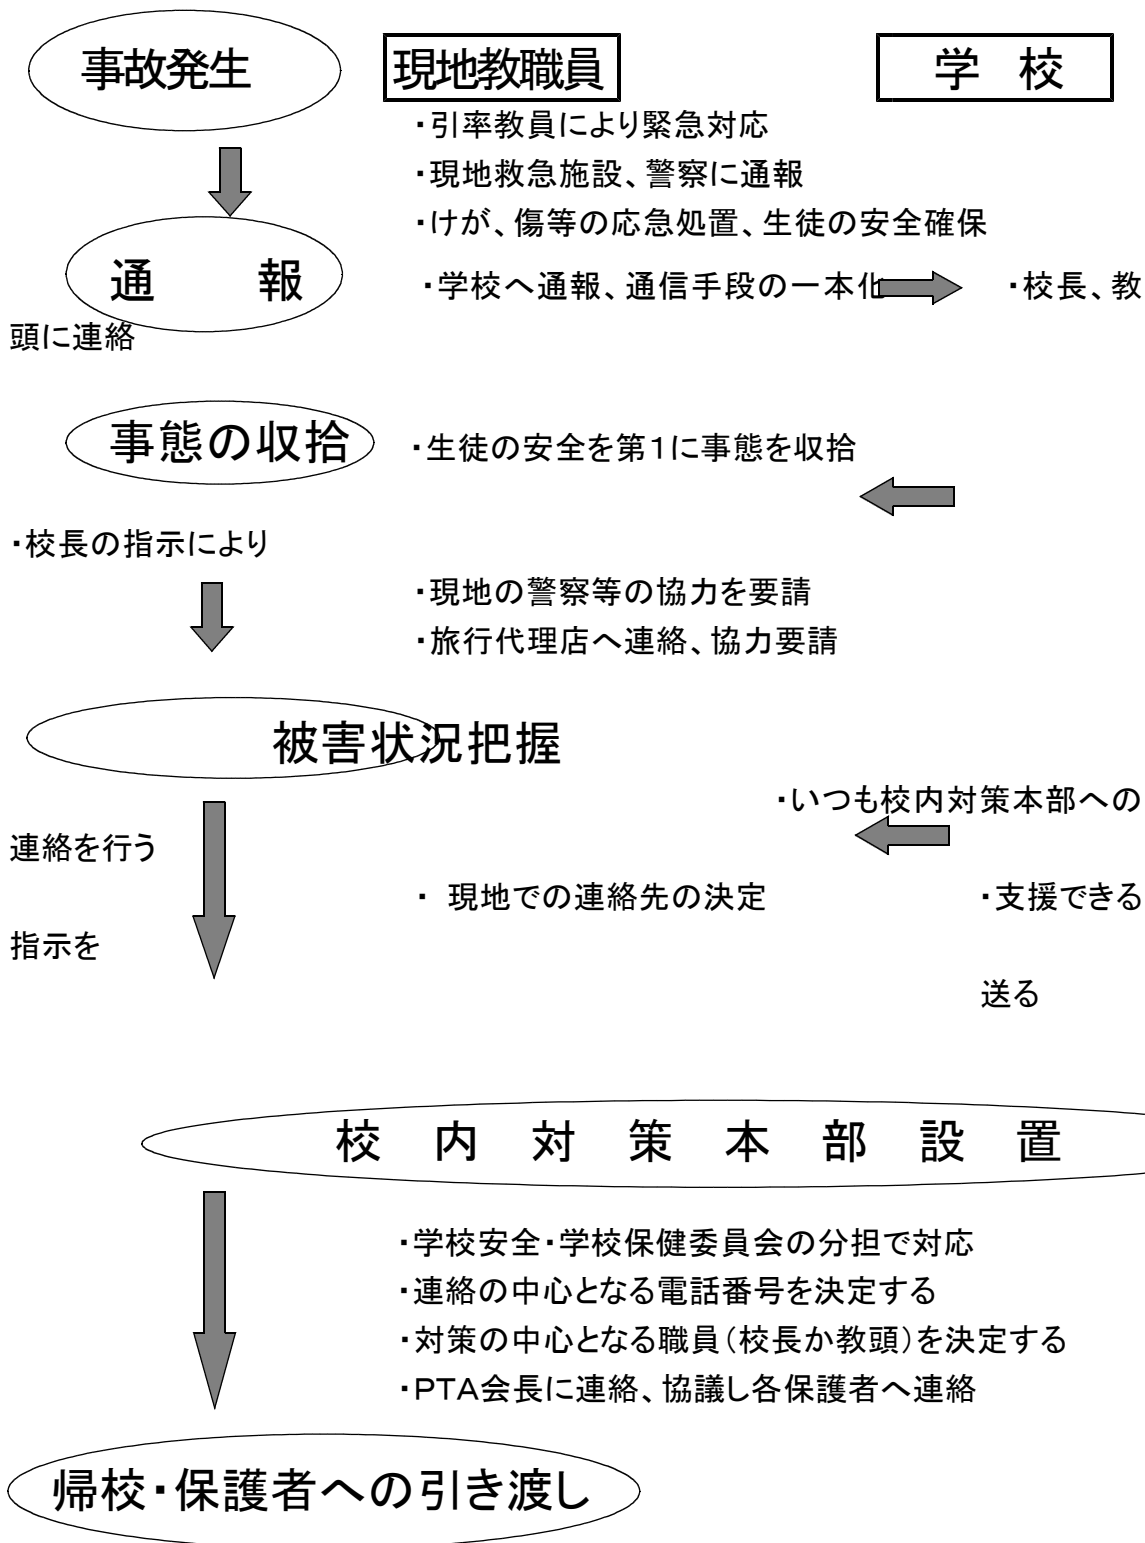 事故発生 現地教職員 学 校
・引率教員により緊急対応
・現地救急施設、警察に通報
・けが、傷等の応急処置、生徒の安全確保
通 報 ・学校へ通報、通信手段の一本化 ・校長、教
頭に連絡
事態の収拾 ・生徒の安全を第1に事態を収拾
・校長の指示により
・現地の警察等の協力を要請
・旅行代理店へ連絡、協力要請
被害状況把握
・いつも校内対策本部への
連絡を行う
・ 現地での連絡先の決定 ・支援できる
指示を
送る
校 内 対 策 本 部 設 置
・学校安全・学校保健委員会の分担で対応
・連絡の中心となる電話番号を決定する
・対策の中心となる職員(校長か教頭)を決定する
・PTA会長に連絡、協議し各保護者へ連絡
帰校・保護者への引き渡し